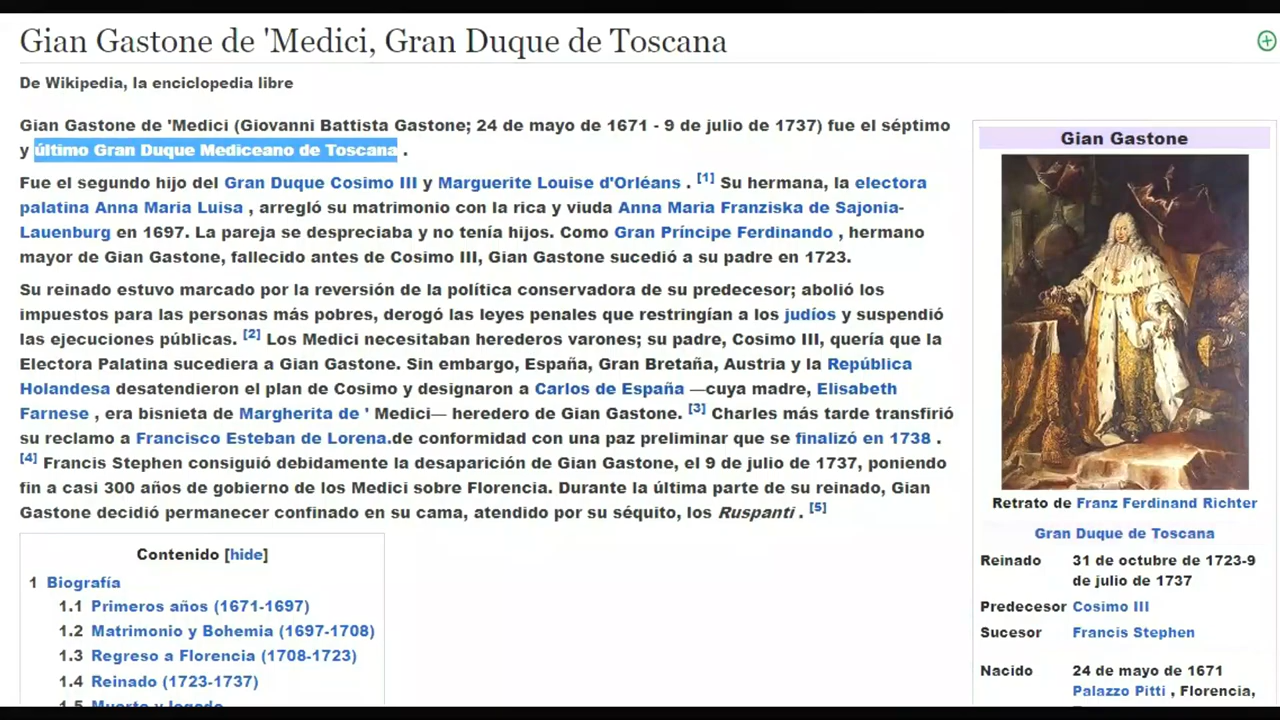 Gian Gastone de 'Medici, Gran Duque de Toscana
De Wikipedia, la enciclopedia libre
Gian Gastone de 'Medici (Giovanni Battista Gastone; 24 de mayo de 1671 - 9 de julio de 1737) fue el séptimo
y último Gran Duque Mediceano de Toscana .
Fue el segundo hijo del Gran Duque Cosimo III y Marguerite Louise d'Orléans . [1] Su hermana, la electora
palatina Anna Maria Luisa , arregló su matrimonio con la rica y viuda Anna Maria Franziska de Sajonia-
Lauenburg en 1697. La pareja se despreciaba y no tenía hijos. Como Gran Príncipe Ferdinando , hermano
mayor de Gian Gastone, fallecido antes de Cosimo III, Gian Gastone sucedió a su padre en 1723.
Su reinado estuvo marcado por la reversión de la política conservadora de su predecesor; abolió los
impuestos para las personas más pobres, derogó las leyes penales que restringían a los judíos y suspendió
las ejecuciones públicas. [2] Los Medici necesitaban herederos varones; su padre, Cosimo III, quería que la
Electora Palatina sucediera a Gian Gastone. Sin embargo, España, Gran Bretaña, Austria y la República
Holandesa desatendieron el plan de Cosimo y designaron a Carlos de España —cuya madre, Elisabeth
Farnese , era bisnieta de Margherita de ' Medici— heredero de Gian Gastone. [3] Charles más tarde transfirió
su reclamo a Francisco Esteban de Lorena.de conformidad con una paz preliminar que se finalizó en 1738 .
[4] Francis Stephen consiguió debidamente la desaparición de Gian Gastone, el 9 de julio de 1737, poniendo
fin a casi 300 años de gobierno de los Medici sobre Florencia. Durante la última parte de su reinado, Gian
Gastone decidió permanecer confinado en su cama, atendido por su séquito, los Ruspanti . [5]
Contenido [hide]
1 Biografía
1.1 Primeros años (1671-1697)
1.2 Matrimonio y Bohemia (1697-1708)
1.3 Regreso a Florencia (1708-1723)
1.4 Reinado (1723-1737)
1.5 Muerte y legado
Gian Gastone
Retrato de Franz Ferdinand Richter
Gran Duque de Toscana
Reinado 31 de octubre de 1723-9
de julio de 1737
Predecesor Cosimo III
Sucesor Francis Stephen
Nacido 24 de mayo de 1671
Palazzo Pitti , Florencia,